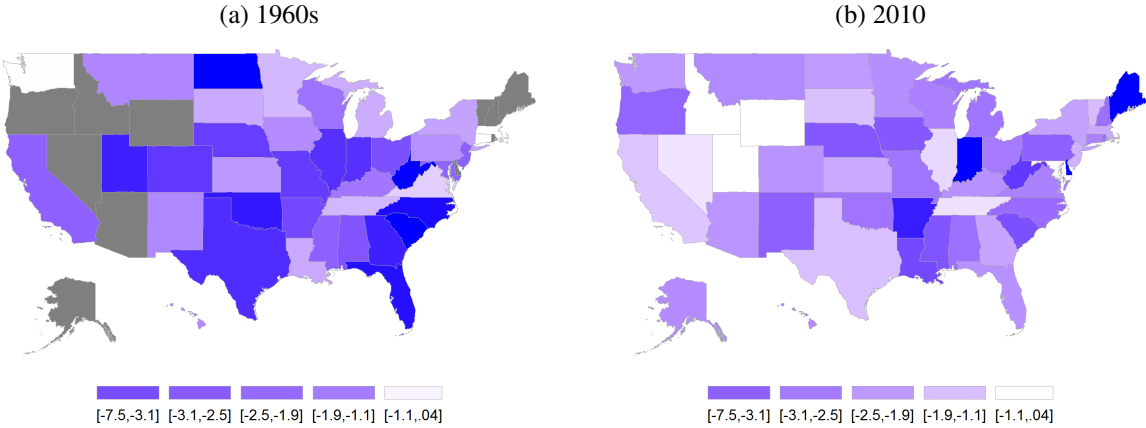 (a) 1960s
(b) 2010
[-7.5,-3.1] [-3.1,-2.5] [-2.5,-1.9] [-1.9,-1.1] [-1.1,.04]
[-7.5,-3.1] [-3.1,-2.5] [-2.5,-1.9] [-1.9,-1.1] [-1.1,.04]